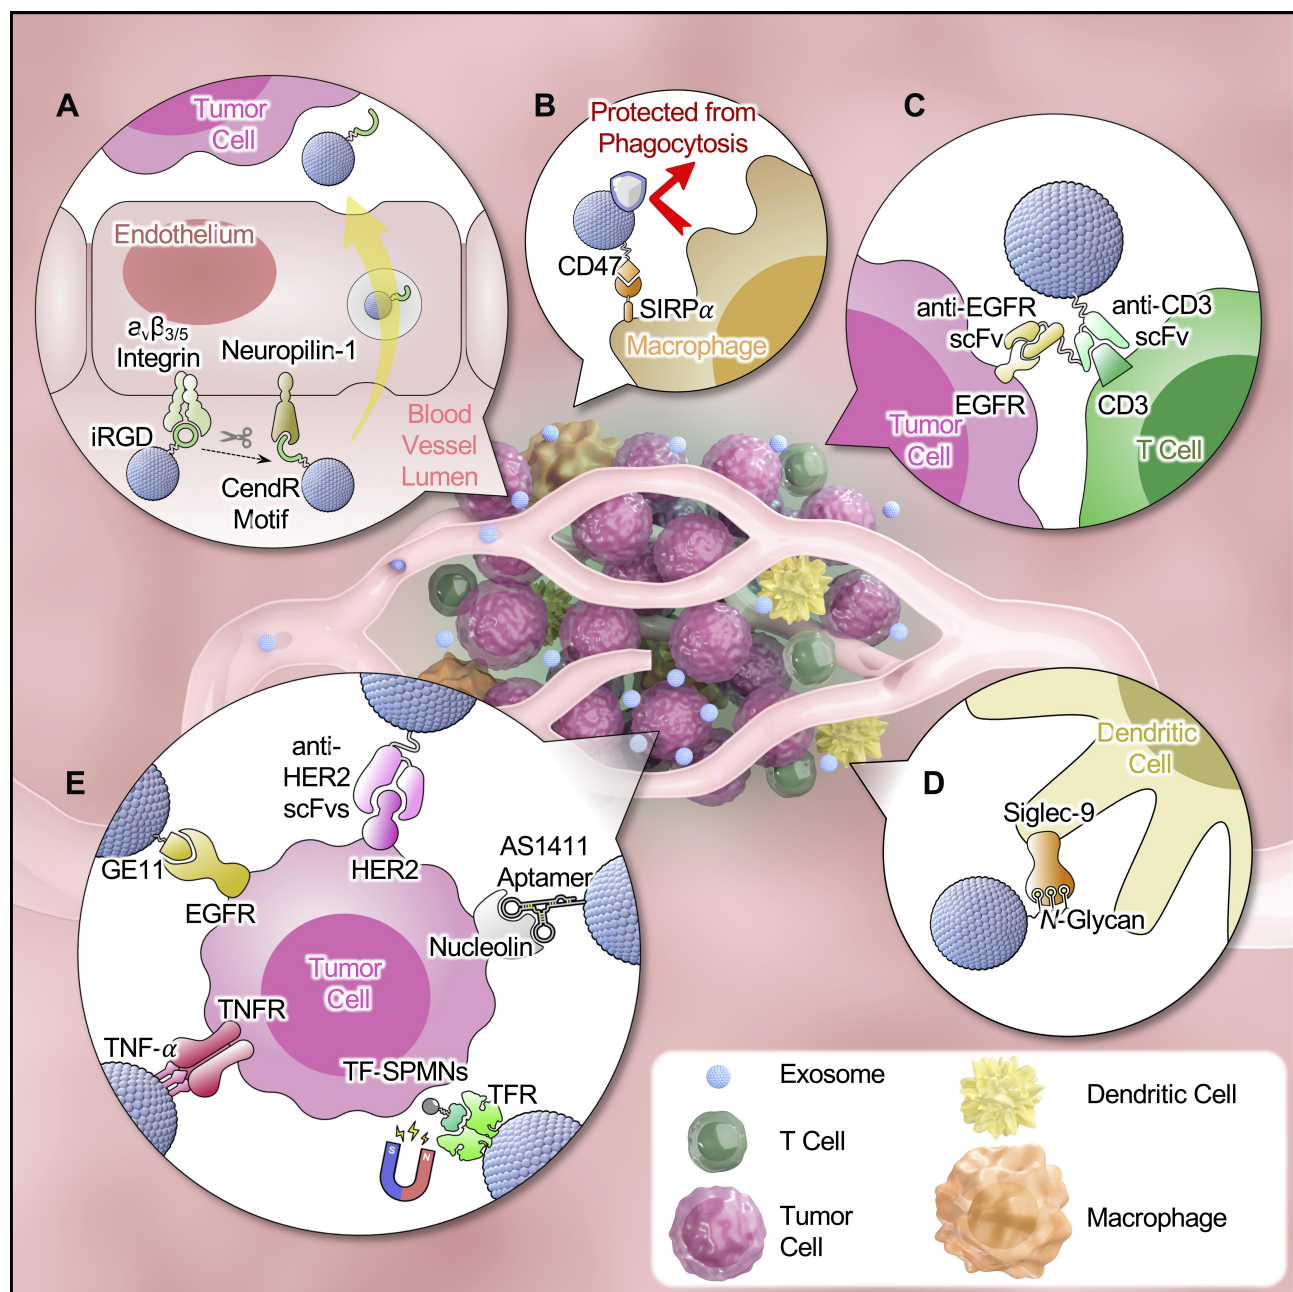 A
Tumor
Cell
Endothelium
avβ3/5
Integrin
Neuropilin-1
iRGD
CendR
Motif
Blood
Vessel
Lumen
B
Protected from
Phagocytosis
CD47
SIRPα
Macrophage
C
anti-EGFR
scFv
anti-CD3
scFv
EGFR
CD3
Tumor
Cell
T Cell
D
Dendritic
Cell
Siglec-9
N-Glycan
E
anti-
HER2
scFvs
HER2
GE11
EGFR
AS1411
Aptamer
Nucleolin
Tumor
Cell
TNFR
TNF-α
TF-SPMNs
TFR
S
N
Exosome
T Cell
Tumor
Cell
Dendritic Cell
Macrophage